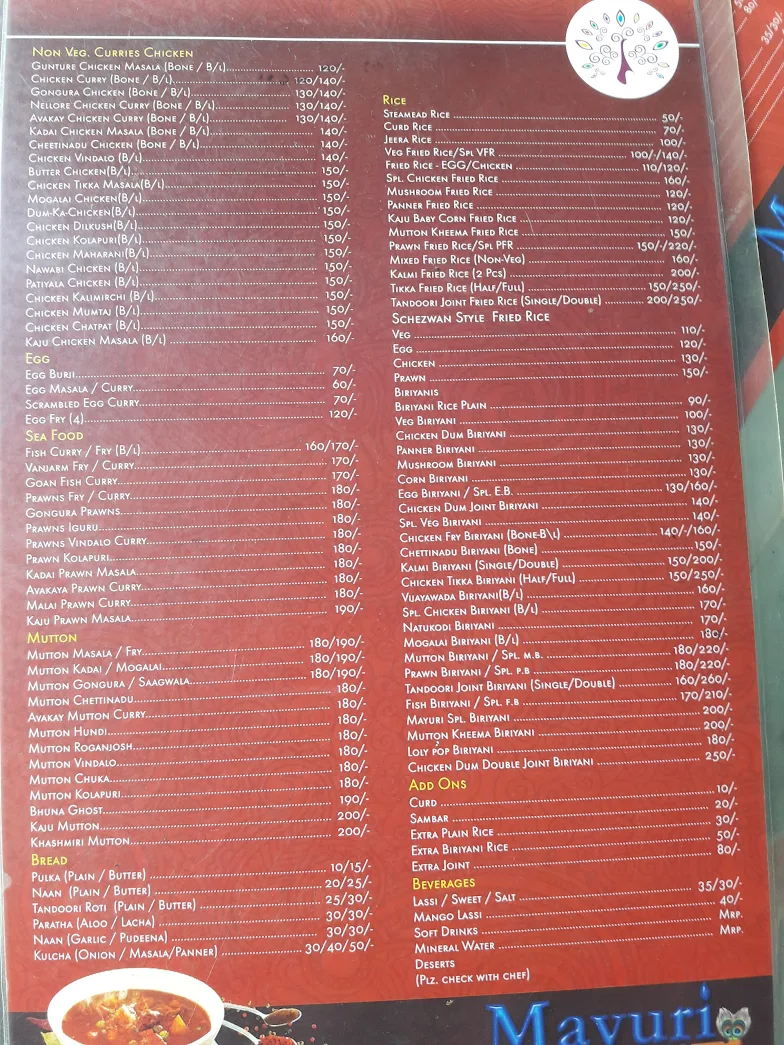 Non Veg. Curries Chicken
Gunture Chicken Masala (Bone / B/l) 120/-
Chicken Curry (Bone / B/l) 120/140/-
Gongura Chicken (Bone / B/l) 130/140/-
Nellore Chicken Curry (Bone / B/l) 130/140/-
Avakay Chicken Curry (Bone / B/l) 130/140/-
Kadai Chicken Masala (Bone / B/l) 140/-
Cheetinadu Chicken (Bone / B/l) 140/-
Chicken Vindalo (B/l) 140/-
Butter Chicken(B/l) 150/-
Chicken Tikka Masala(B/l) 150/-
Mogalai Chicken(B/l) 150/-
Dum-Ka-Chicken(B/l) 150/-
Chicken Dilkush(B/l) 150/-
Chicken Kolapuri(B/l) 150/-
Chicken Maharani(B/l) 150/-
Nawabi Chicken (B/l) 150/-
Patiyala Chicken (B/l) 150/-
Chicken Kalimirchi (B/l) 150/-
Chicken Mumtaj (B/l) 150/-
Chicken Chatpat (B/l) 150/-
Kaju Chicken Masala (B/l) 160/-
Egg
Egg Burji 70/-
Egg Masala / Curry 60/-
Scrambled Egg Curry 70/-
Egg Fry (4) 120/-
Sea Food
Fish Curry / Fry (B/l) 160/170/-
Vanjarm Fry / Curry 170/-
Goan Fish Curry 170/-
Prawns Fry / Curry 180/-
Gongura Prawns 180/-
Prawns Iguru 180/-
Prawns Vindalo Curry 180/-
Prawn Kolapuri 180/-
Kadai Prawn Masala 180/-
Avakaya Prawn Curry 180/-
Malai Prawn Curry 180/-
Kaju Prawn Masala 190/-
Mutton
Mutton Masala / Fry 180/190/-
Mutton Kadai / Mogalai 180/190/-
Mutton Gongura / Saagwala 180/190/-
Mutton Chettinadu 180/-
Avakay Mutton Curry 180/-
Mutton Hundi 180/-
Mutton Roganjosh 180/-
Mutton Vindalo 180/-
Mutton Chuka 180/-
Mutton Kolapuri 180/-
Bhuna Ghost 190/-
Kaju Mutton 200/-
Khashmiri Mutton 200/-
Bread
Pulka (Plain / Butter) 10/15/-
Naan (Plain / Butter) 20/25/-
Tandoori Roti (Plain / Butter) 25/30/-
Paratha (Aloo / Lacha) 30/30/-
Naan (Garlic / Pudeena) 30/30/-
Kulcha (Onion / Masala/Panner) 30/40/50/-
Rice
Steamead Rice 50/-
Curd Rice 70/-
Jeera Rice 100/-
Veg Fried Rice/Spl VFR 100/-/140/-
Fried Rice - EGG/Chicken 110/120/-
Spl. Chicken Fried Rice 160/-
Mushroom Fried Rice 120/-
Panner Fried Rice 120/-
Kaju Baby Corn Fried Rice 120/-
Mutton Kheema Fried Rice 150/-
Prawn Fried Rice/Spl PFR 150/-/220/-
Mixed Fried Rice (Non-Veg) 160/-
Kalmi Fried Rice (2 Pcs) 200/-
Tikka Fried Rice (Half/Full) 150/250/-
Tandoori Joint Fried Rice (Single/Double) 200/250/-
Schezwan Style Fried Rice
Veg 110/-
Egg 120/-
Chicken 130/-
Prawn 150/-
Biriyanis
Biriyani Rice Plain 90/-
Veg Biriyani 100/-
Chicken Dum Biriyani 130/-
Panner Biriyani 130/-
Mushroom Biriyani 130/-
Corn Biriyani 130/-
Egg Biriyani / Spl. E.B. 130/160/-
Chicken Dum Joint Biriyani 140/-
Spl. Veg Biriyani 140/-
Chicken Fry Biriyani (Bone-B\l) 140/-/160/-
Chettinadu Biriyani (Bone) 150/-
Kalmi Biriyani (Single/Double) 150/200/-
Chicken Tikka Biriyani (Half/Full) 150/250/-
Vijayawada Biriyani(B/l) 160/-
Spl. Chicken Biriyani (B/l) 170/-
Natukodi Biriyani 170/-
Mogalai Biriyani (B/l) 180/-
Mutton Biriyani / Spl. m.b. 180/220/-
Prawn Biriyani / Spl. p.b 180/220/-
Tandoori Joint Biriyani (Single/Double) 160/260/-
Fish Biriyani / Spl. f.b 170/210/-
Mayuri Spl. Biriyani 200/-
Mutton Kheema Biriyani 200/-
Loly pop Biriyani 180/-
Chicken Dum Double Joint Biriyani 250/-
Add Ons
Curd 10/-
Sambar 20/-
Extra Plain Rice 30/-
Extra Biriyani Rice 50/-
Extra Joint 80/-
Beverages
Lassi / Sweet / Salt 35/30/-
Mango Lassi 40/-
Soft Drinks Mrp.
Mineral Water Mrp.
Deserts
(Plz. check with chef)
Mayuri
35/30/-